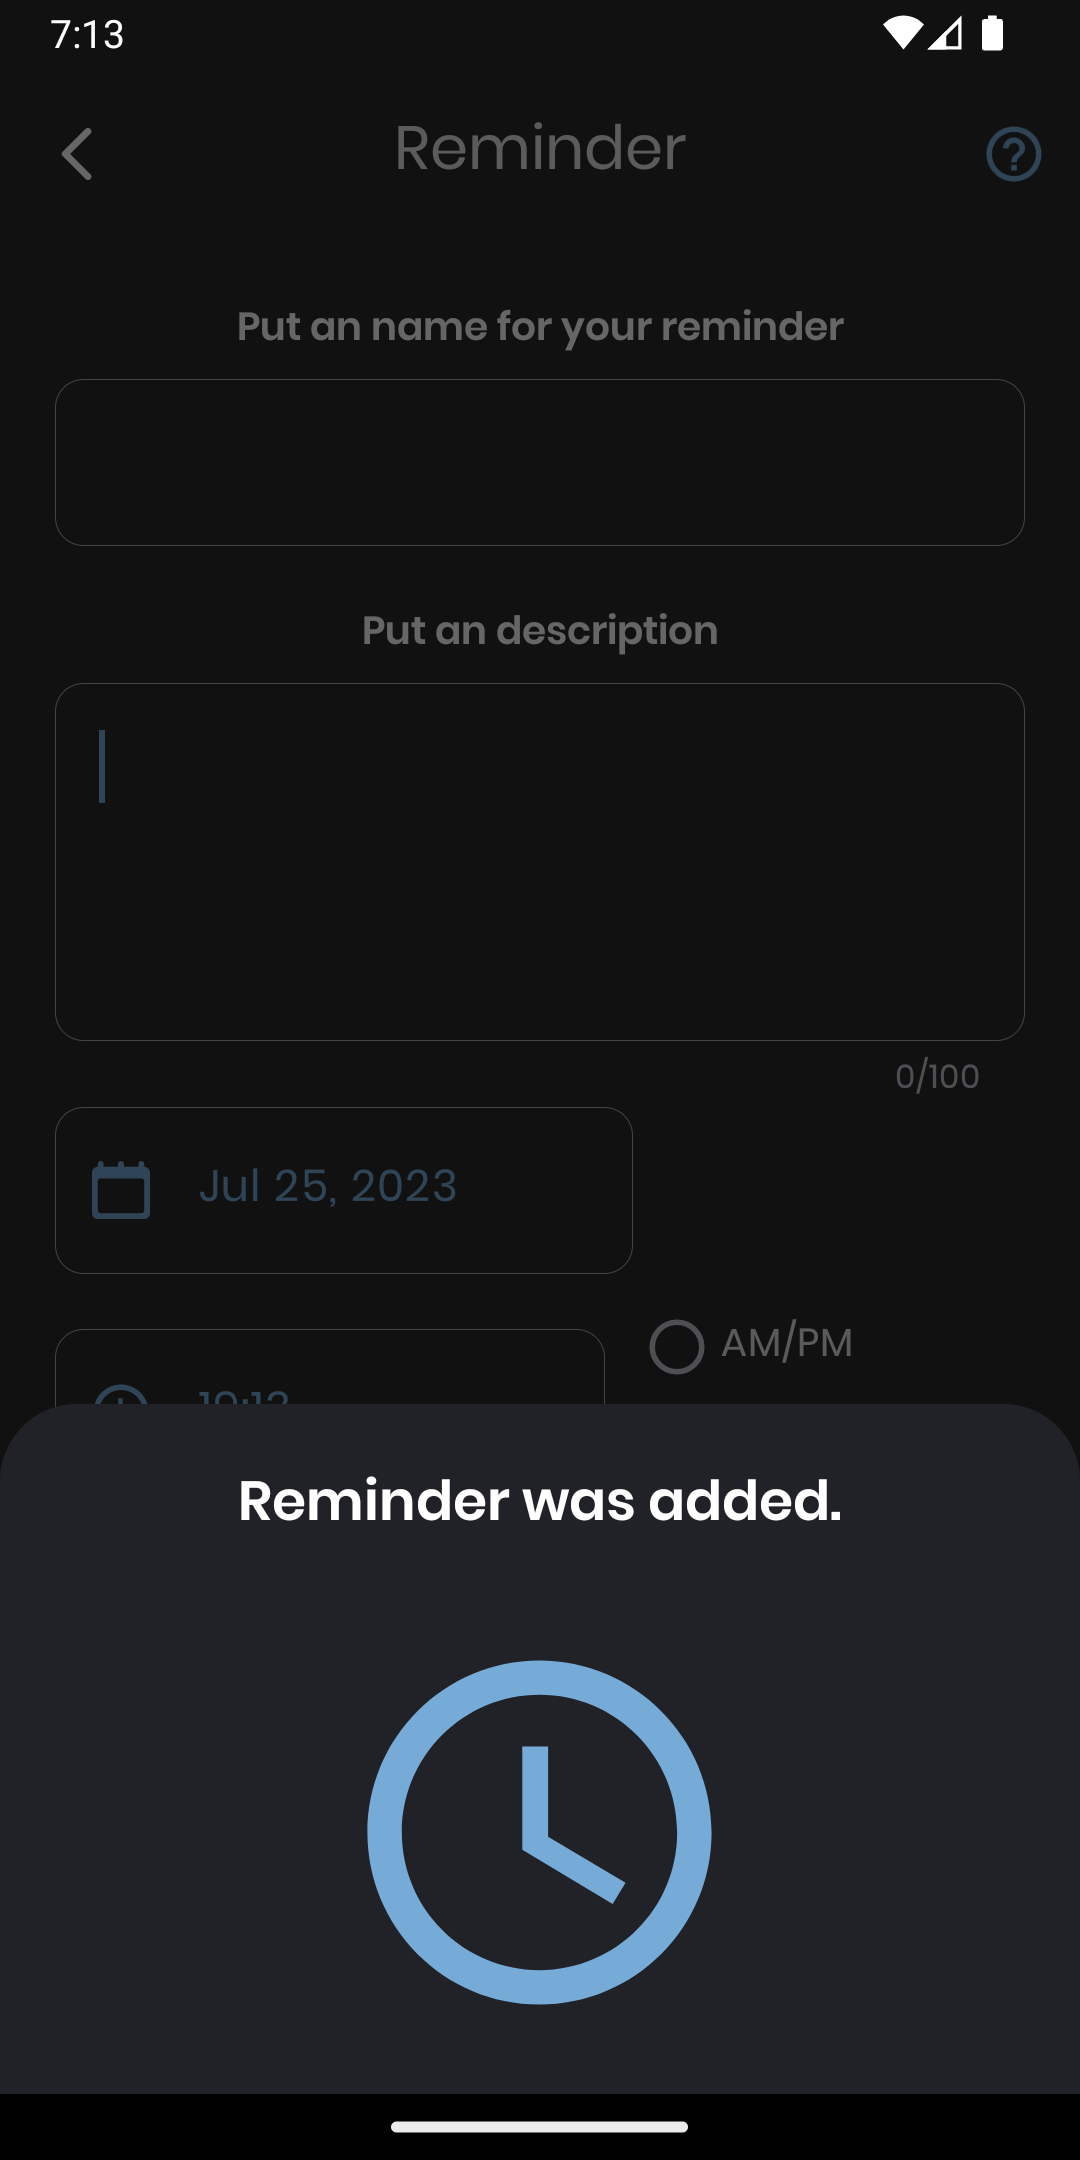 7:13
Reminder
Put an name for your reminder
Put an description
0/100
Jul 25, 2023
AM/PM
Reminder was added.